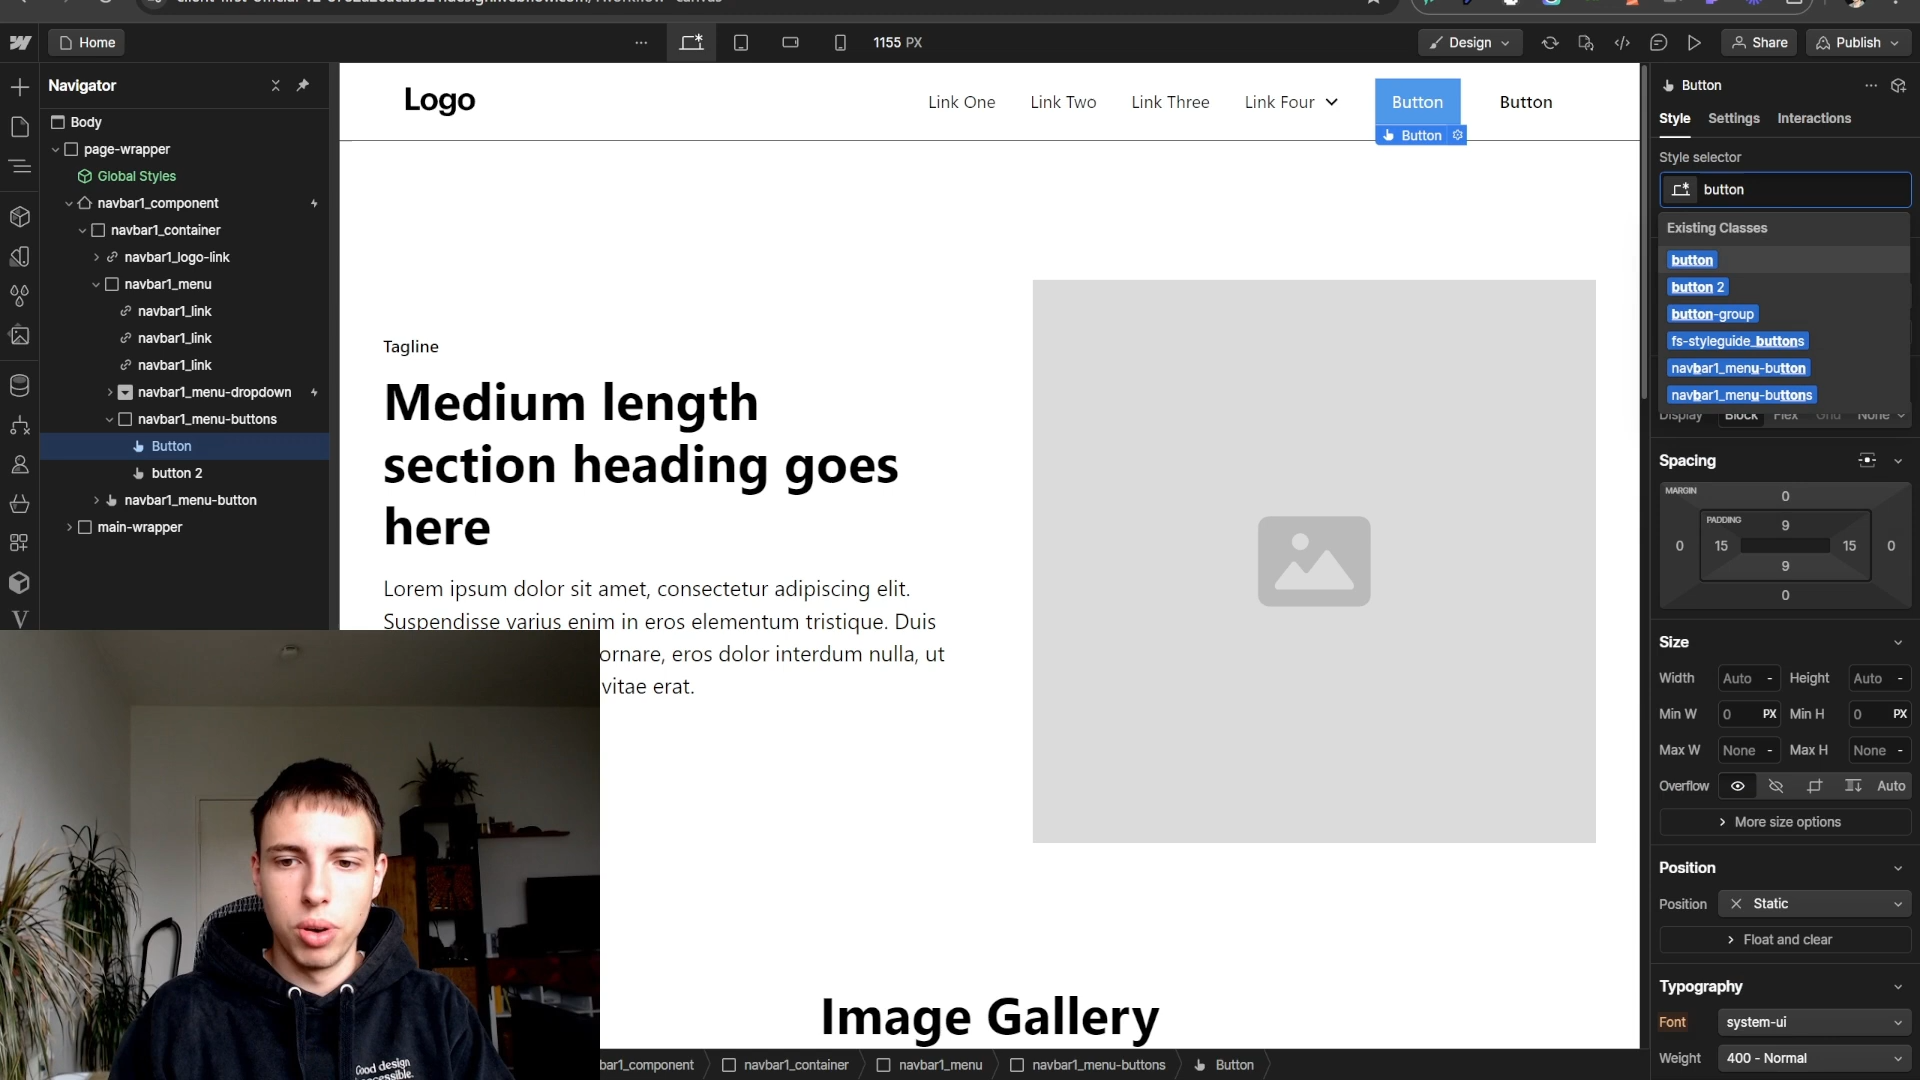 Home
1155 PX
Design
Share
Publish
Navigator
Body
page-wrapper
Global Styles
navbar1_component
navbar1_container
navbar1_logo-link
navbar1_menu
navbar1_link
navbar1_link
navbar1_link
navbar1_menu-dropdown
navbar1_menu-buttons
Button
button 2
navbar1_menu-button
main-wrapper
Logo
Link One
Link Two
Link Three
Link Four
Button
Button
Button
Tagline
Medium length
section heading goes
here
Lorem ipsum dolor sit amet, consectetur adipiscing elit.
Suspendisse varius enim in eros elementum tristique. Duis
ornare, eros dolor interdum nulla, ut
vitae erat.
Image Gallery
Good design
bar1_component
navbar1_container
navbar1_menu
navbar1_menu-buttons
Button
Button
Style
Settings
Interactions
Style selector
button
Existing Classes
button
button 2
button-group
fs-styleguide_buttons
navbar1_menu-button
navbar1_menu-buttons
Display Block Flex Grid None
Spacing
MARGIN
0
PADDING
9
0 15 15 0
9
0
Size
Width Auto - Height Auto -
Min W 0 PX Min H 0 PX
Max W None - Max H None -
Overflow Auto
More size options
Position
Position Static
Float and clear
Typography
Font system-ui
Weight 400 - Normal